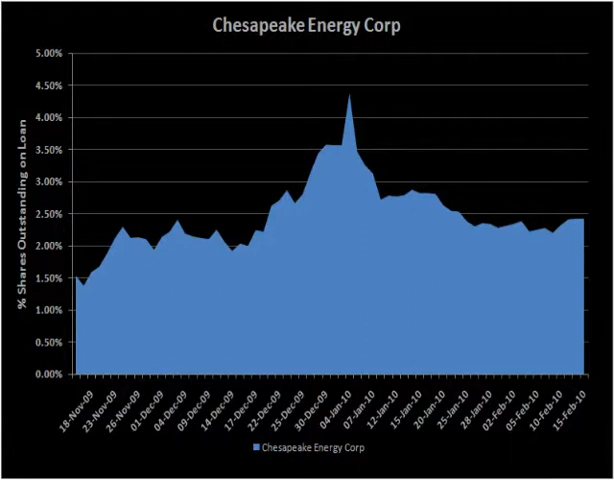 Chesapeake Energy Corp
5.00%
4.50%
4.00%
3.50%
3.00%
2.50%
2.00%
1.50%
1.00%
0.50%
0.00%
% Shares Outstanding on Loan
18-Nov-09
23-Nov-09
26-Nov-09
01-Dec-09
04-Dec-09
09-Dec-09
14-Dec-09
17-Dec-09
22-Dec-09
25-Dec-09
30-Dec-09
04-Jan-10
07-Jan-10
12-Jan-10
15-Jan-10
20-Jan-10
25-Jan-10
28-Jan-10
02-Feb-10
05-Feb-10
10-Feb-10
15-Feb-10
Chesapeake Energy Corp